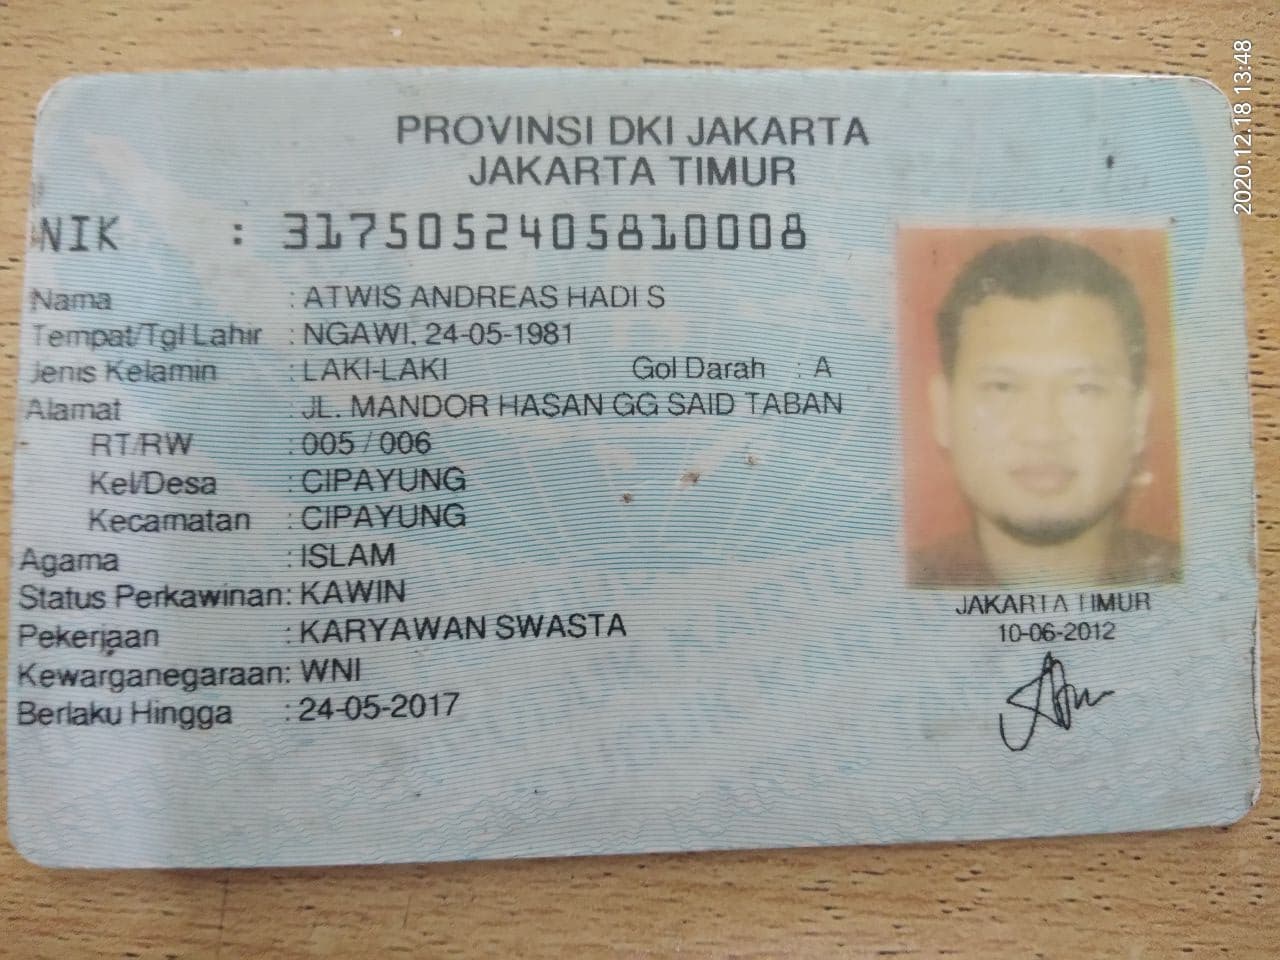 PROVINSI DKI JAKARTA
JAKARTA TIMUR
NIK : 3175052405810008
Nama : ATWIS ANDREAS HADI S
Tempat/Tgl Lahir : NGAWI, 24-05-1981
Jenis Kelamin : LAKI-LAKI Gol Darah : A
Alamat : JL. MANDOR HASAN GG SAID TABAN
RT/RW : 005 / 006
Kel/Desa : CIPAYUNG
Kecamatan : CIPAYUNG
Agama : ISLAM
Status Perkawinan: KAWIN
Pekerjaan : KARYAWAN SWASTA
Kewarganegaraan: WNI
Berlaku Hingga : 24-05-2017
JAKARTA TIMUR
10-06-2012
2020.12.18 13:48